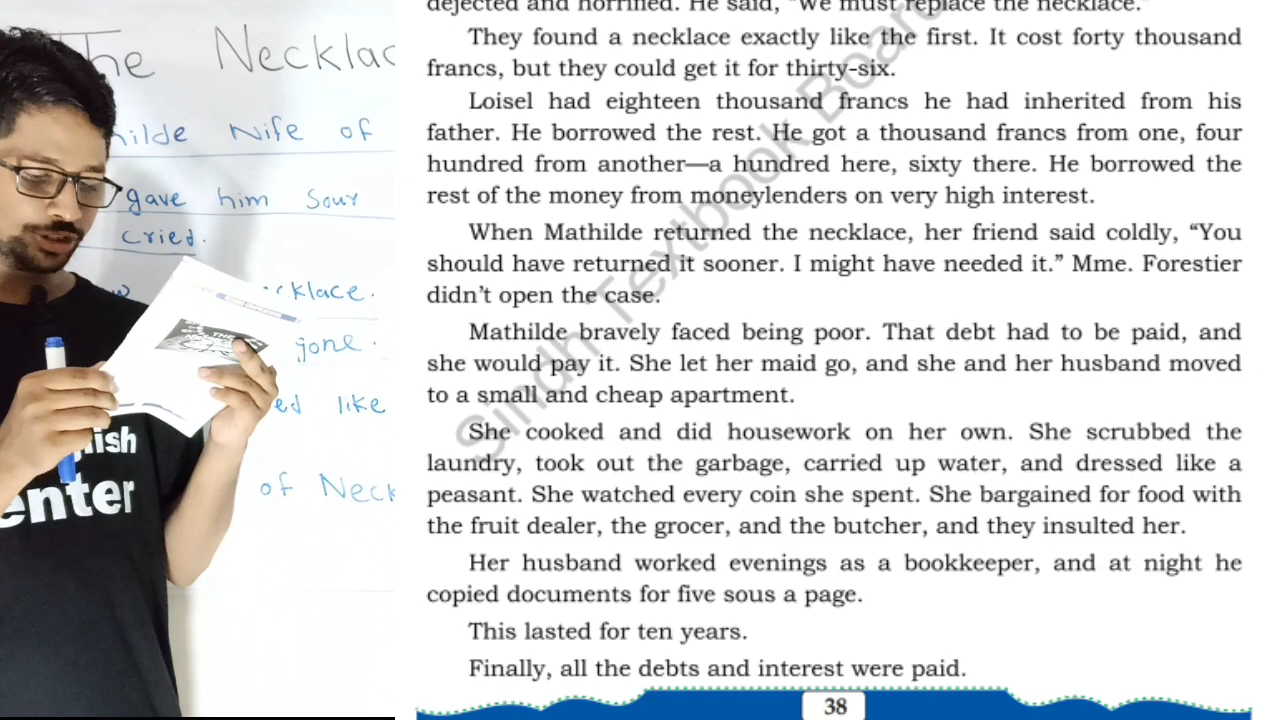 The Necklac
hilde Nife of
gave him Sour
cried.
cklace.
gone.
ed like
of Neck
nter
dejected and horrified. He said, "We must replace the necklace."
They found a necklace exactly like the first. It cost forty thousand
francs, but they could get it for thirty-six.
Loisel had eighteen thousand francs he had inherited from his
father. He borrowed the rest. He got a thousand francs from one, four
hundred from another—a hundred here, sixty there. He borrowed the
rest of the money from moneylenders on very high interest.
When Mathilde returned the necklace, her friend said coldly, "You
should have returned it sooner. I might have needed it." Mme. Forestier
didn't open the case.
Mathilde bravely faced being poor. That debt had to be paid, and
she would pay it. She let her maid go, and she and her husband moved
to a small and cheap apartment.
She cooked and did housework on her own. She scrubbed the
laundry, took out the garbage, carried up water, and dressed like a
peasant. She watched every coin she spent. She bargained for food with
the fruit dealer, the grocer, and the butcher, and they insulted her.
Her husband worked evenings as a bookkeeper, and at night he
copied documents for five sous a page.
This lasted for ten years.
Finally, all the debts and interest were paid.
38
Sindh Textbook Board